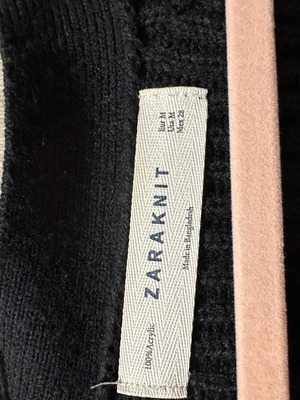 Eur M
Usa M
Mex 28
ZARAKNIT
Made in Bangladesh
100% Acrylic